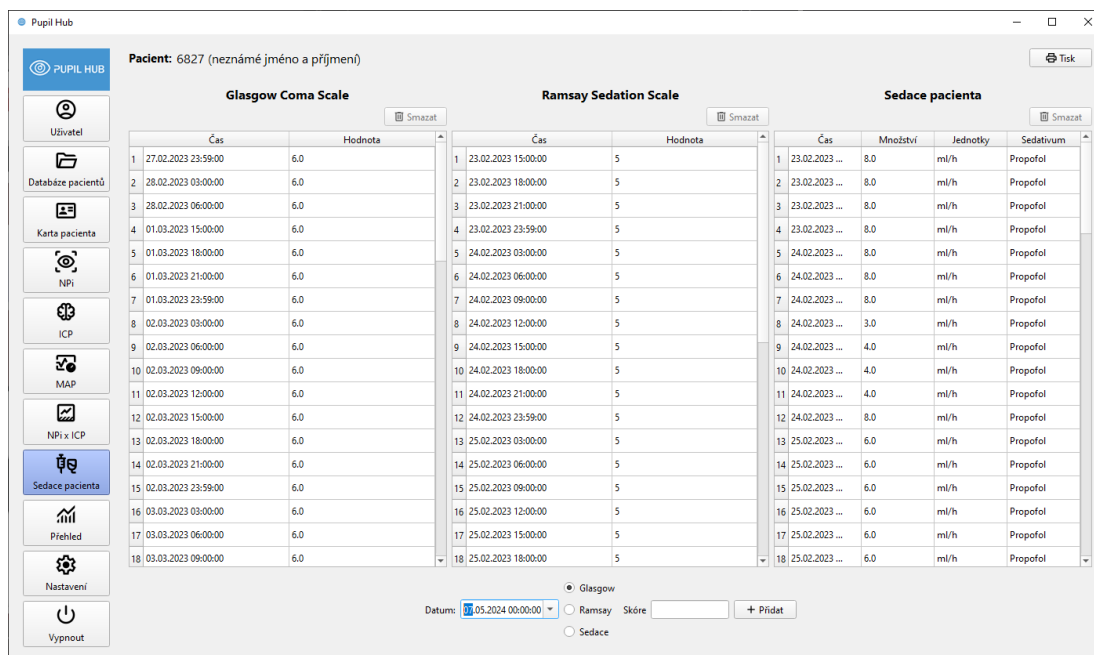 Pupil Hub
PUPIL HUB
Uživatel
Databáze pacientů
Karta pacienta
NPi
ICP
MAP
NPi x ICP
Sedace pacienta
Přehled
Nastavení
Vypnout
Pacient: 6827 (neznámé jméno a příjmení)
Tisk
Glasgow Coma Scale
Smazat
Čas Hodnota
1 27.02.2023 23:59:00 6.0
2 28.02.2023 03:00:00 6.0
3 28.02.2023 06:00:00 6.0
4 01.03.2023 15:00:00 6.0
5 01.03.2023 18:00:00 6.0
6 01.03.2023 21:00:00 6.0
7 01.03.2023 23:59:00 6.0
8 02.03.2023 03:00:00 6.0
9 02.03.2023 06:00:00 6.0
10 02.03.2023 09:00:00 6.0
11 02.03.2023 12:00:00 6.0
12 02.03.2023 15:00:00 6.0
13 02.03.2023 18:00:00 6.0
14 02.03.2023 21:00:00 6.0
15 02.03.2023 23:59:00 6.0
16 03.03.2023 03:00:00 6.0
17 03.03.2023 06:00:00 6.0
18 03.03.2023 09:00:00 6.0
Ramsay Sedation Scale
Smazat
Čas Hodnota
1 23.02.2023 15:00:00 5
2 23.02.2023 18:00:00 5
3 23.02.2023 21:00:00 5
4 23.02.2023 23:59:00 5
5 24.02.2023 03:00:00 5
6 24.02.2023 06:00:00 5
7 24.02.2023 09:00:00 5
8 24.02.2023 12:00:00 5
9 24.02.2023 15:00:00 5
10 24.02.2023 18:00:00 5
11 24.02.2023 21:00:00 5
12 24.02.2023 23:59:00 5
13 25.02.2023 03:00:00 5
14 25.02.2023 06:00:00 5
15 25.02.2023 09:00:00 5
16 25.02.2023 12:00:00 5
17 25.02.2023 15:00:00 5
18 25.02.2023 18:00:00 5
Sedace pacienta
Smazat
Čas Množství Jednotky Sedativum
1 23.02.2023 ... 8.0 ml/h Propofol
2 23.02.2023 ... 8.0 ml/h Propofol
3 23.02.2023 ... 8.0 ml/h Propofol
4 23.02.2023 ... 8.0 ml/h Propofol
5 24.02.2023 ... 8.0 ml/h Propofol
6 24.02.2023 ... 8.0 ml/h Propofol
7 24.02.2023 ... 8.0 ml/h Propofol
8 24.02.2023 ... 3.0 ml/h Propofol
9 24.02.2023 ... 4.0 ml/h Propofol
10 24.02.2023 ... 4.0 ml/h Propofol
11 24.02.2023 ... 4.0 ml/h Propofol
12 24.02.2023 ... 8.0 ml/h Propofol
13 25.02.2023 ... 6.0 ml/h Propofol
14 25.02.2023 ... 6.0 ml/h Propofol
15 25.02.2023 ... 6.0 ml/h Propofol
16 25.02.2023 ... 6.0 ml/h Propofol
17 25.02.2023 ... 6.0 ml/h Propofol
18 25.02.2023 ... 6.0 ml/h Propofol
Glasgow
Datum: 07.05.2024 00:00:00 Ramsay Skóre + Přidat
Sedace